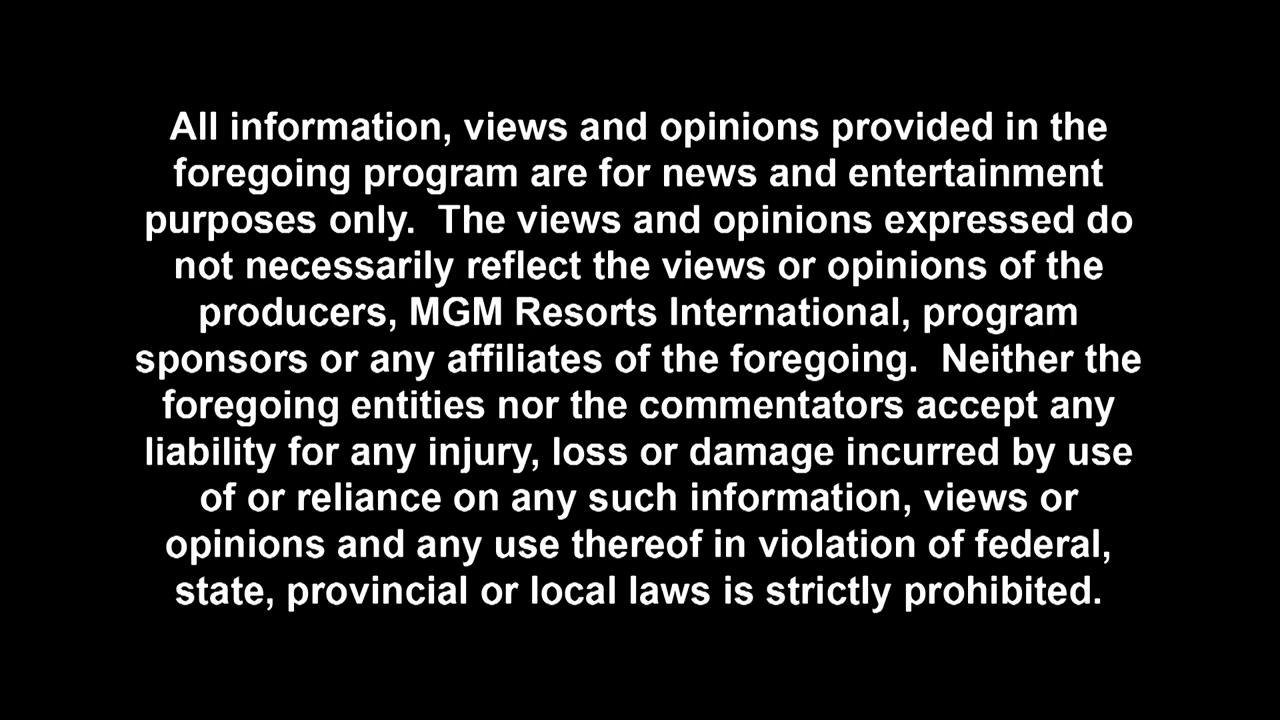 All information, views and opinions provided in the
foregoing program are for news and entertainment
purposes only.  The views and opinions expressed do
not necessarily reflect the views or opinions of the
producers, MGM Resorts International, program
sponsors or any affiliates of the foregoing.  Neither the
foregoing entities nor the commentators accept any
liability for any injury, loss or damage incurred by use
of or reliance on any such information, views or
opinions and any use thereof in violation of federal,
state, provincial or local laws is strictly prohibited.